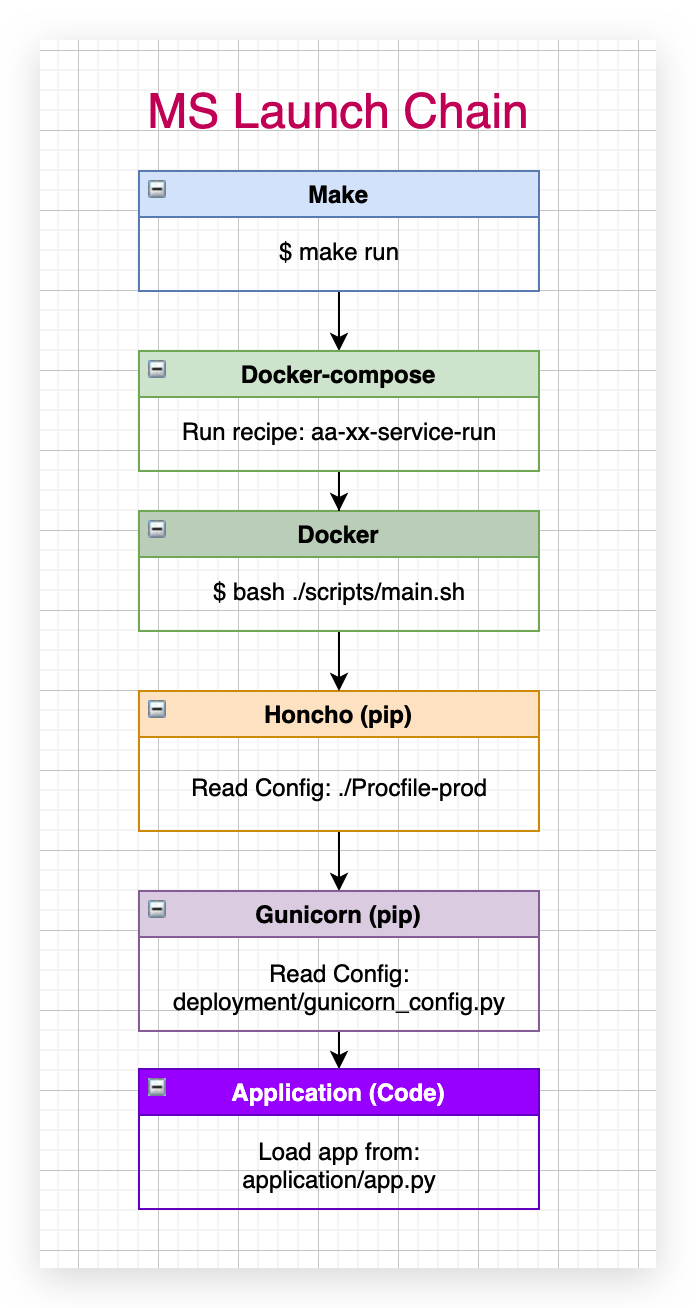 MS Launch Chain
Make
$ make run
Docker-compose
Run recipe: aa-xx-service-run
Docker
$ bash ./scripts/main.sh
Honcho (pip)
Read Config: ./Procfile-prod
Gunicorn (pip)
Read Config:
deployment/gunicorn_config.py
Application (Code)
Load app from:
application/app.py